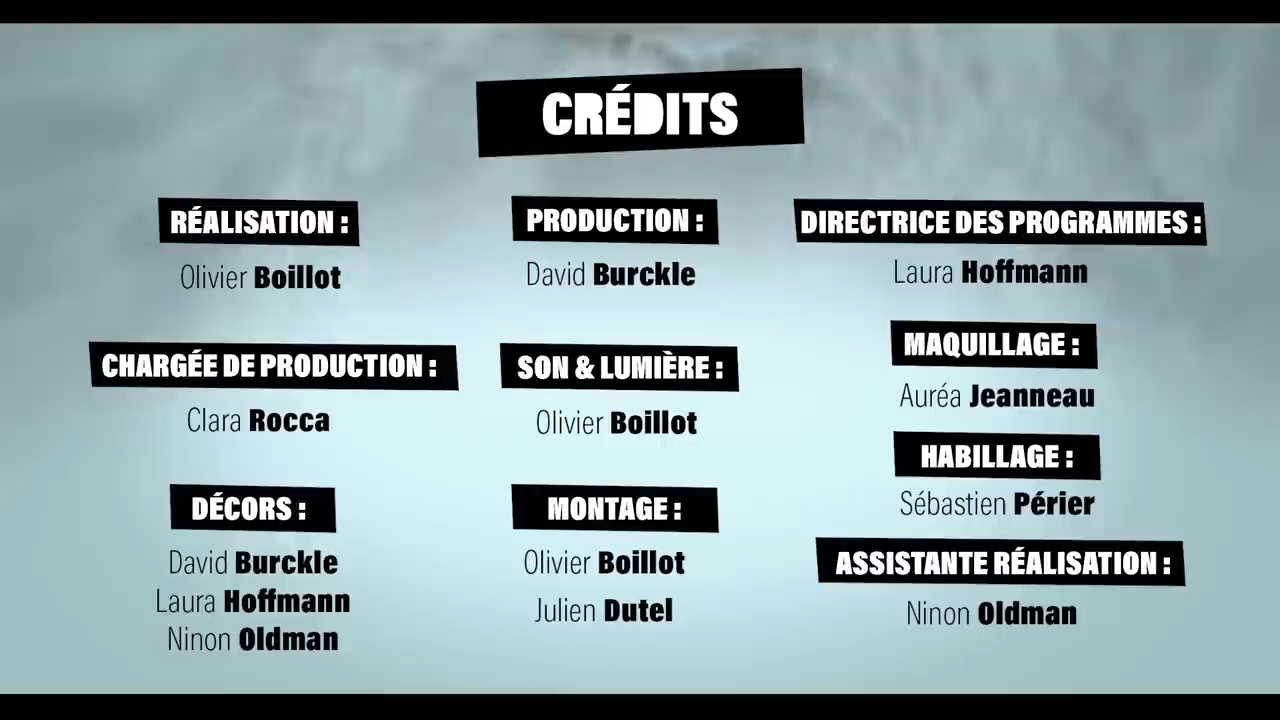 CRÉDITS
RÉALISATION :
Olivier Boillot
CHARGÉE DE PRODUCTION :
Clara Rocca
DÉCORS :
David Burckle
Laura Hoffmann
Ninon Oldman
PRODUCTION :
David Burckle
SON & LUMIÈRE :
Olivier Boillot
MONTAGE :
Olivier Boillot
Julien Dutel
DIRECTRICE DES PROGRAMMES :
Laura Hoffmann
MAQUILLAGE :
Auréa Jeanneau
HABILLAGE :
Sébastien Périer
ASSISTANTE RÉALISATION :
Ninon Oldman